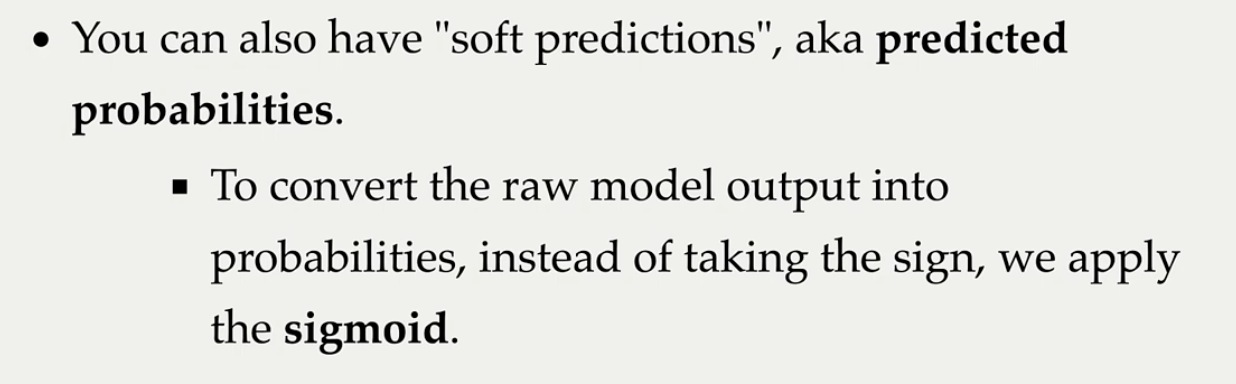 • You can also have "soft predictions", aka predicted
probabilities.
▪ To convert the raw model output into
probabilities, instead of taking the sign, we apply
the sigmoid.